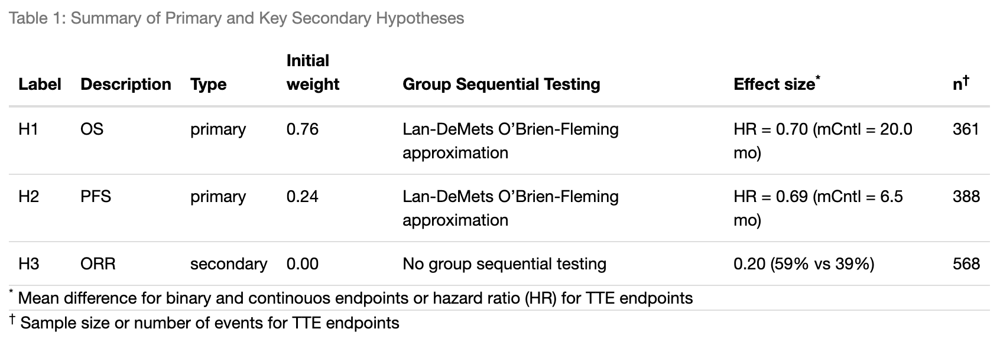 Table 1: Summary of Primary and Key Secondary Hypotheses
Initial
Label Description Type weight Group Sequential Testing Effect size* n†
H1 OS primary 0.76 Lan-DeMets O’Brien-Fleming HR = 0.70 (mCntl = 20.0 361
approximation mo)
H2 PFS primary 0.24 Lan-DeMets O’Brien-Fleming HR = 0.69 (mCntl = 6.5 388
approximation mo)
H3 ORR secondary 0.00 No group sequential testing 0.20 (59% vs 39%) 568
* Mean difference for binary and continouos endpoints or hazard ratio (HR) for TTE endpoints
† Sample size or number of events for TTE endpoints